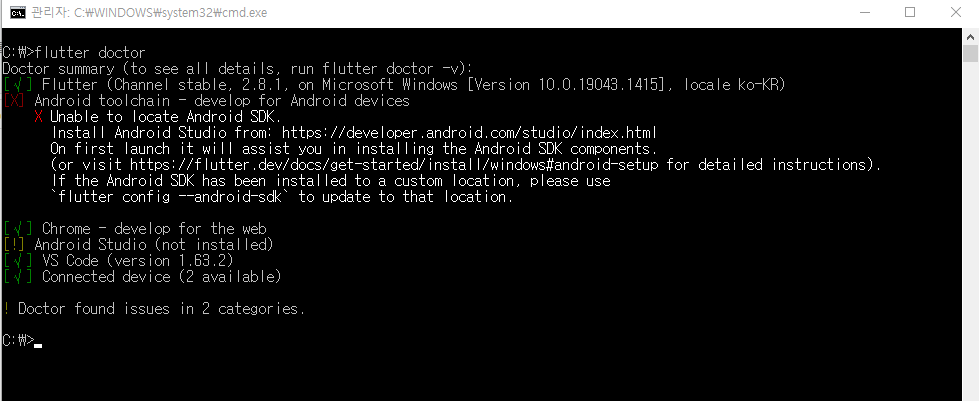 관리자: C:₩WINDOWS₩system32₩cmd.exe
C:₩>flutter doctor
Doctor summary (to see all details, run flutter doctor -v):
[√] Flutter (Channel stable, 2.8.1, on Microsoft Windows [Version 10.0.19043.1415], locale ko-KR)
[X] Android toolchain - develop for Android devices
X Unable to locate Android SDK.
Install Android Studio from: https://developer.android.com/studio/index.html
On first launch it will assist you in installing the Android SDK components.
(or visit https://flutter.dev/docs/get-started/install/windows#android-setup for detailed instructions).
If the Android SDK has been installed to a custom location, please use
`flutter config --android-sdk` to update to that location.
[√] Chrome - develop for the web
[!] Android Studio (not installed)
[√] VS Code (version 1.63.2)
[√] Connected device (2 available)
! Doctor found issues in 2 categories.
C:₩>